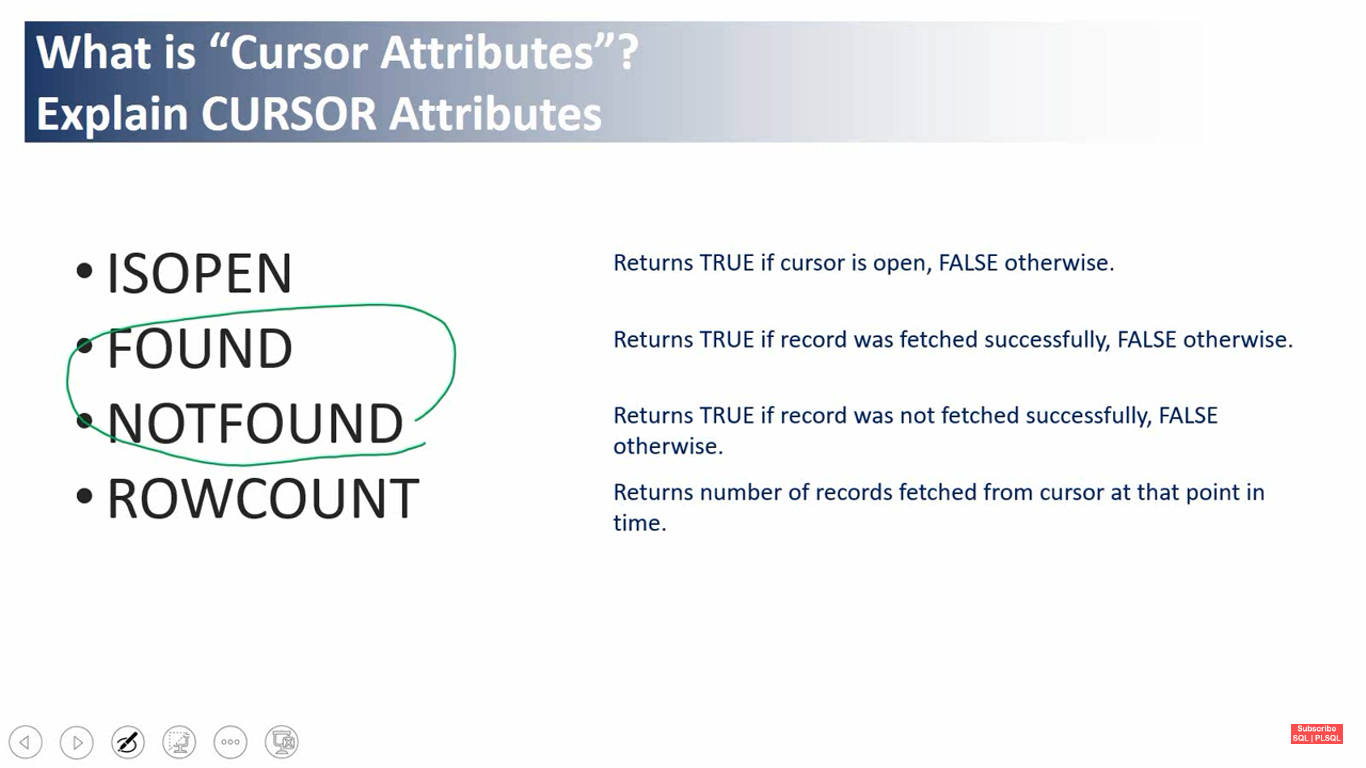 What is “Cursor Attributes”?
Explain CURSOR Attributes
• ISOPEN
Returns TRUE if cursor is open, FALSE otherwise.
• FOUND
Returns TRUE if record was fetched successfully, FALSE otherwise.
• NOTFOUND
Returns TRUE if record was not fetched successfully, FALSE
otherwise.
• ROWCOUNT
Returns number of records fetched from cursor at that point in
time.
Subscribe
SQL | PLSQL